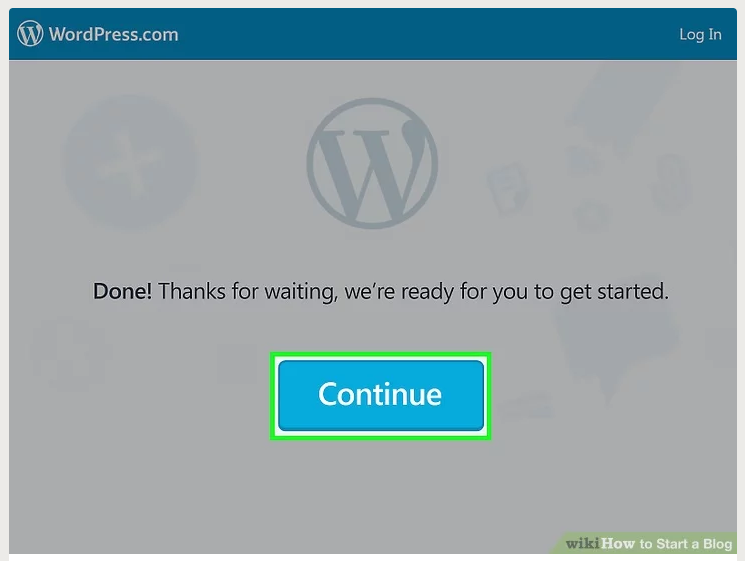 WordPress.com
Log In
Done! Thanks for waiting, we're ready for you to get started.
Continue
wikiHow to Start a Blog